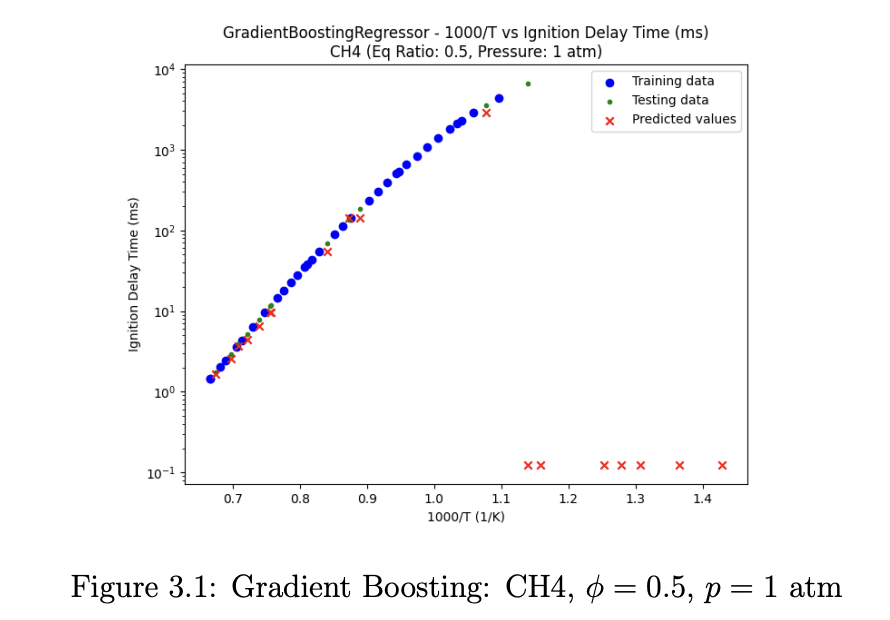 GradientBoostingRegressor - 1000/T vs Ignition Delay Time (ms)
CH4 (Eq Ratio: 0.5, Pressure: 1 atm)
Training data
Testing data
Predicted values
Ignition Delay Time (ms)
10⁴
10³
10²
10¹
10⁰
10⁻¹
0.7 0.8 0.9 1.0 1.1 1.2 1.3 1.4
1000/T (1/K)
Figure 3.1: Gradient Boosting: CH4, ϕ = 0.5, p = 1 atm